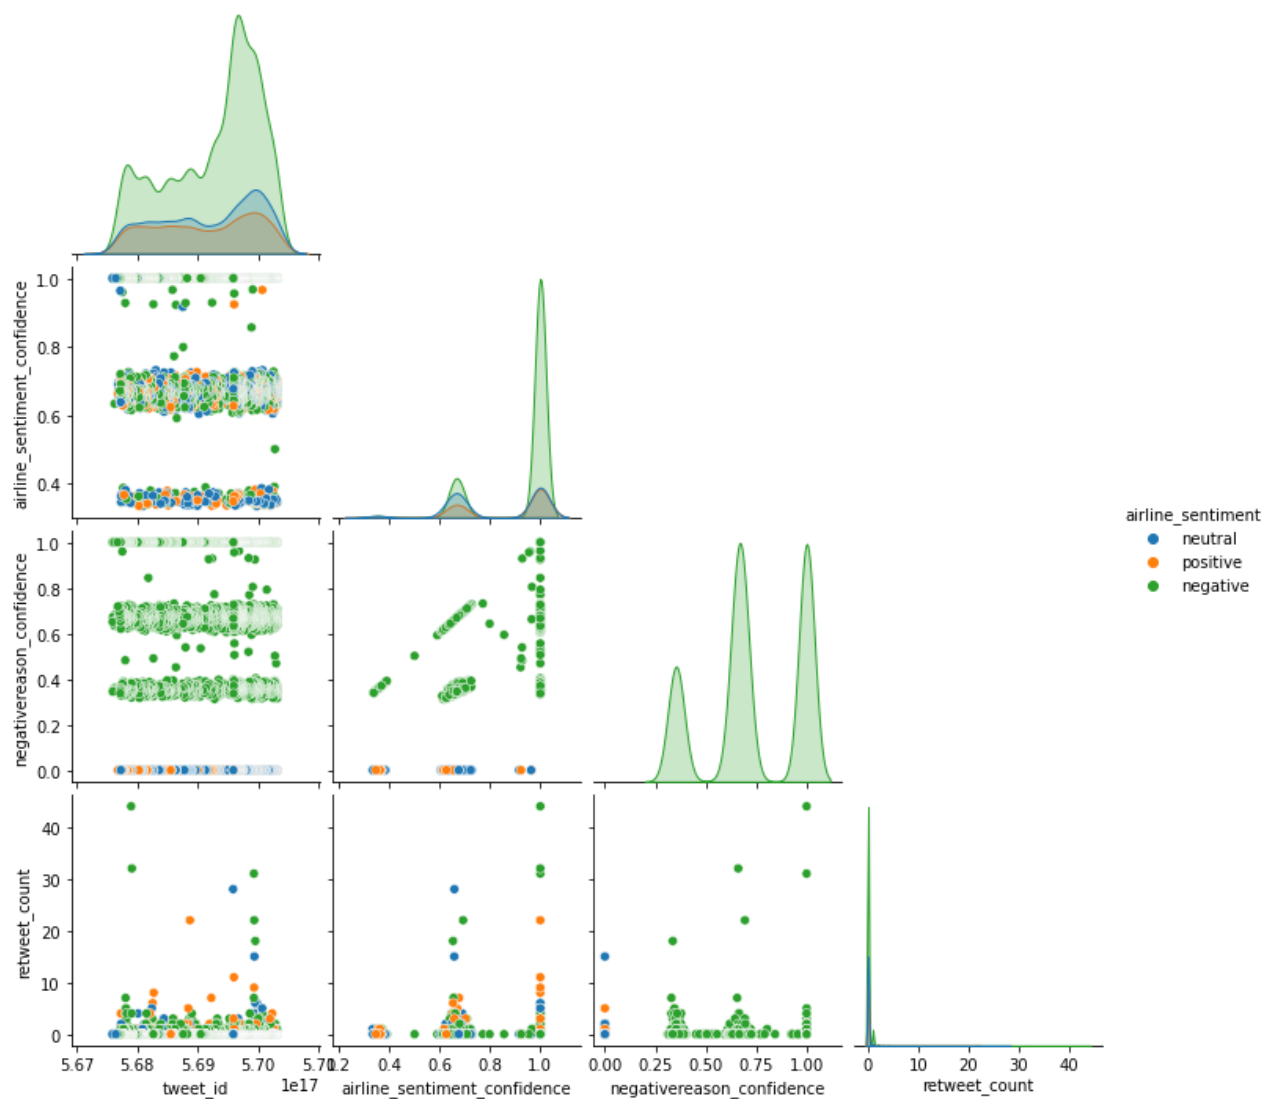 1.0
0.8
0.6
0.4
airline_sentiment_confidence
1.0
0.8
0.6
0.4
0.2
0.0
negativereason_confidence
airline_sentiment
neutral
positive
negative
40
30
20
10
0
retweet_count
5.67 5.68 5.69 5.70 5.71
1e17
tweet_id
0.2 0.4 0.6 0.8 1.0
airline_sentiment_confidence
0.00 0.25 0.50 0.75 1.00
negativereason_confidence
0 20 40
retweet_count